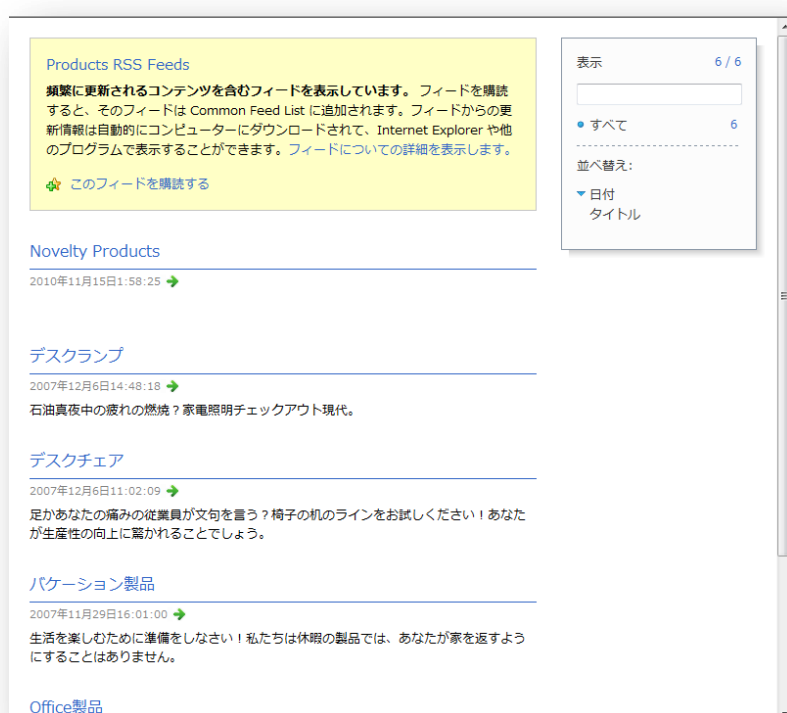 Products RSS Feeds
頻繁に更新されるコンテンツを含むフィードを表示しています。 フィードを購読
すると、そのフィードは Common Feed List に追加されます。フィードからの更
新情報は自動的にコンピューターにダウンロードされて、Internet Explorer や他
のプログラムで表示することができます。フィードについての詳細を表示します。
このフィードを購読する
Novelty Products
2010年11月15日1:58:25
デスクランプ
2007年12月6日14:48:18
石油真夜中の疲れの燃焼？家電照明チェックアウト現代。
デスクチェア
2007年12月6日11:02:09
足かあなたの痛みの従業員が文句を言う？椅子の机のラインをお試しください！あなた
が生産性の向上に驚かれることでしょう。
バケーション製品
2007年11月29日16:01:00
生活を楽しむために準備をしなさい！私たちは休暇の製品では、あなたが家を返すよう
にすることはありません。
Office製品
表示 6 / 6
すべて 6
並べ替え:
日付
タイトル